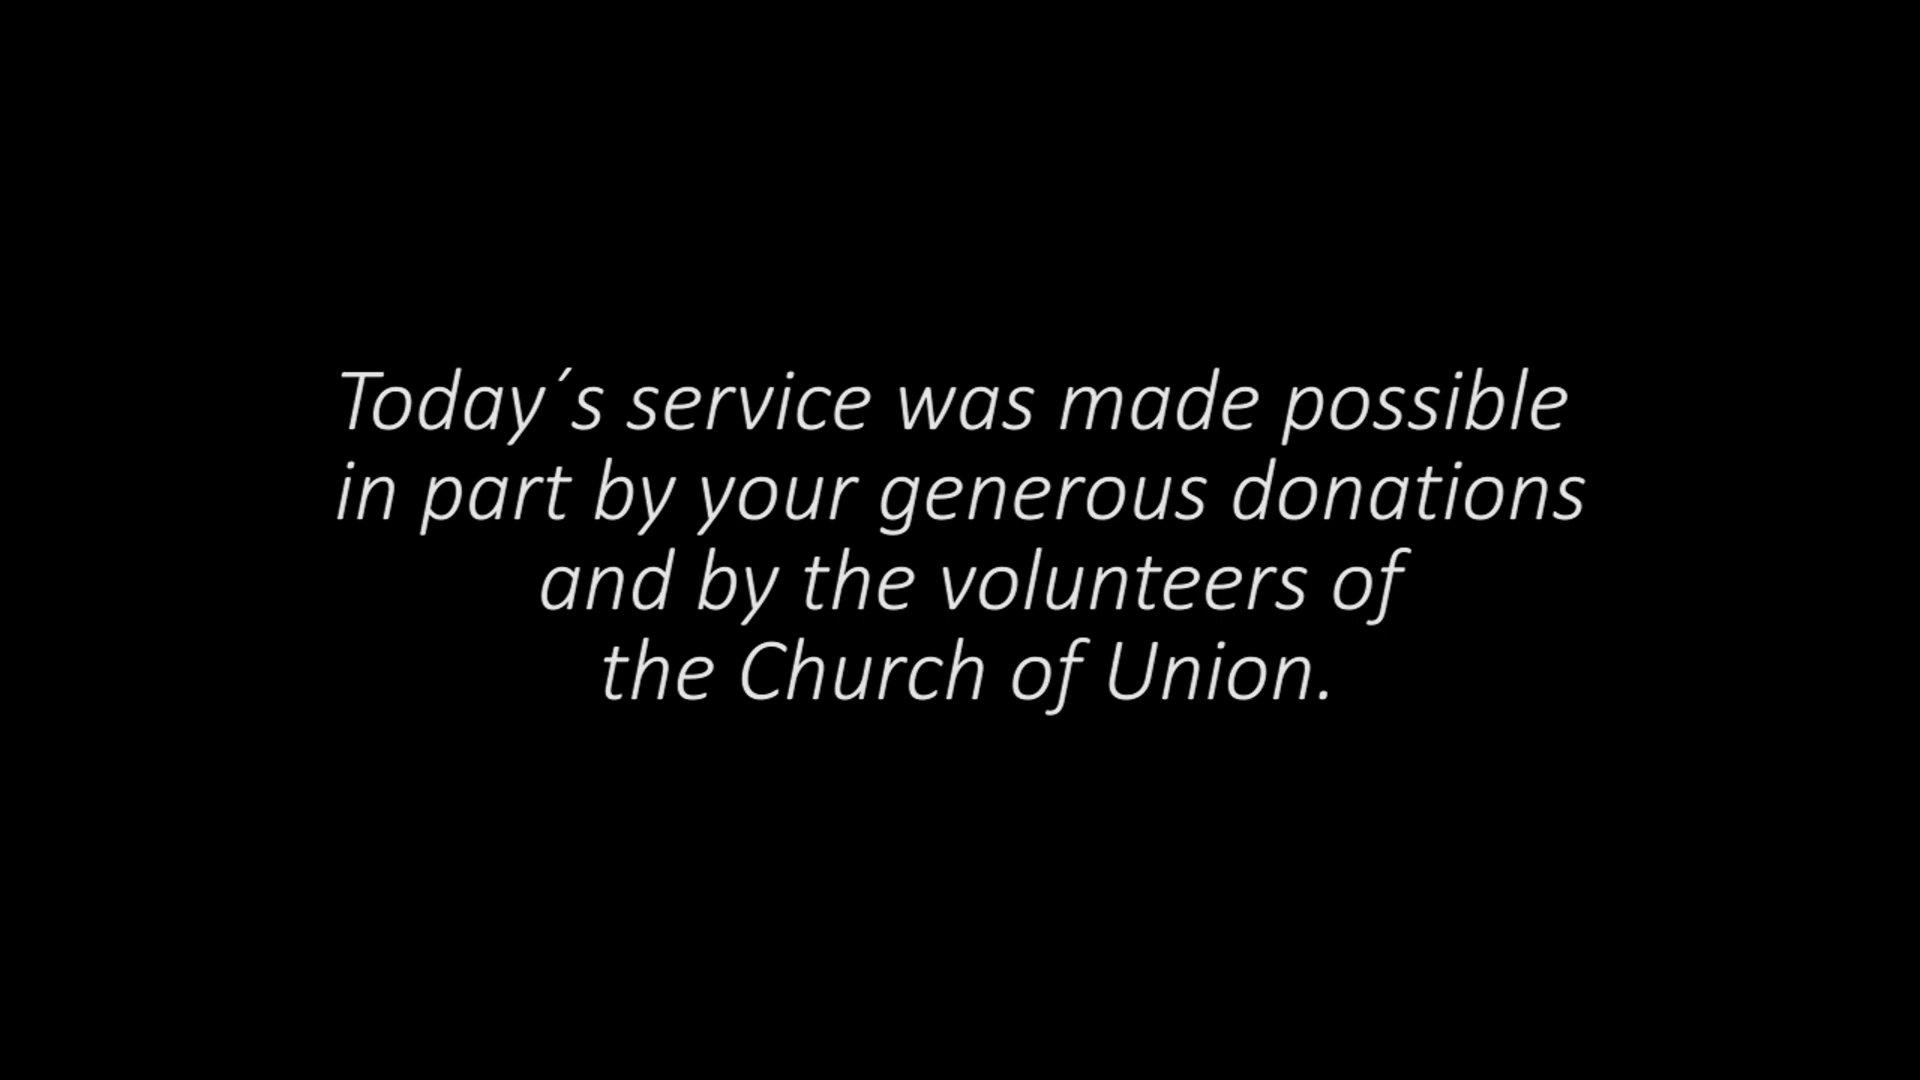 Today´s service was made possible
in part by your generous donations
and by the volunteers of
the Church of Union.